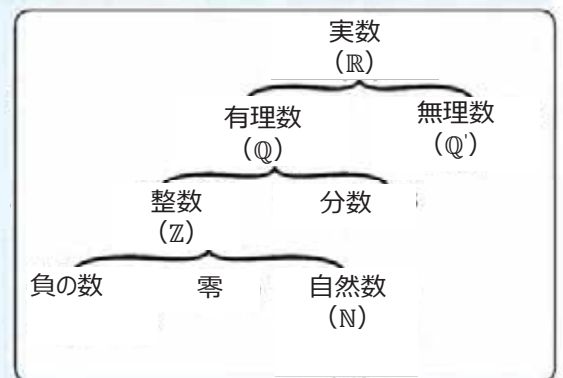 実数
(ℝ)
有理数
(ℚ)
無理数
(ℚ')
整数
(ℤ)
分数
負の数
零
自然数
(ℕ)